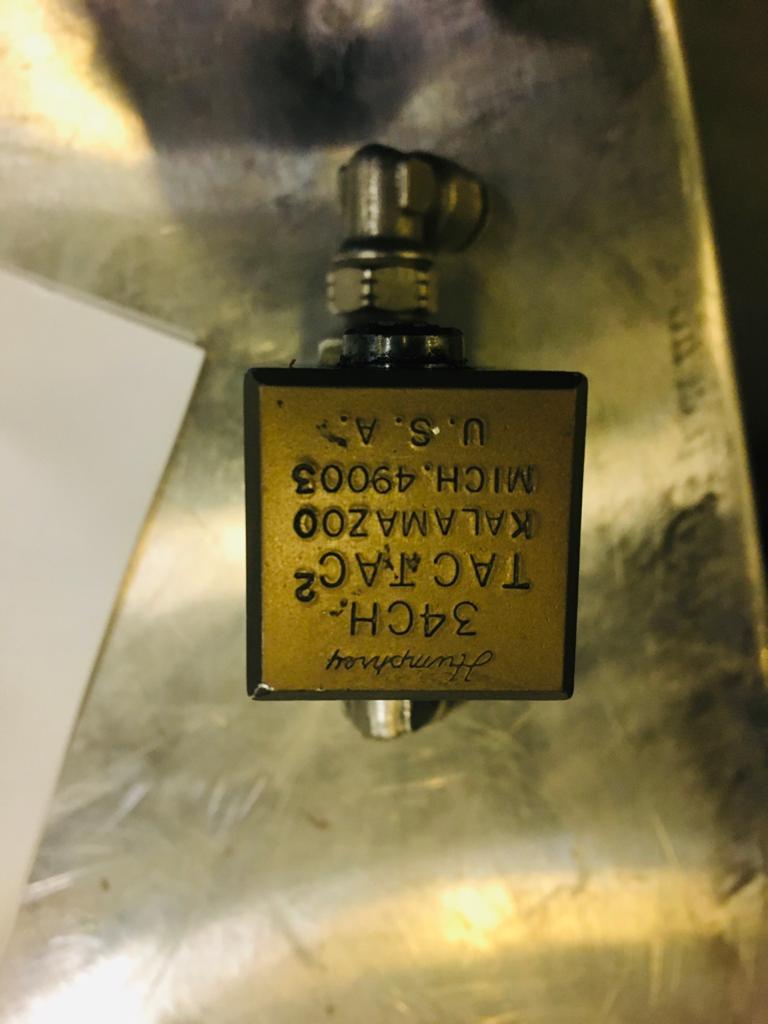 Humphrey
34CH.
TAC TAC²
KALAMAZOO
MICH. 49003
U. S. A.